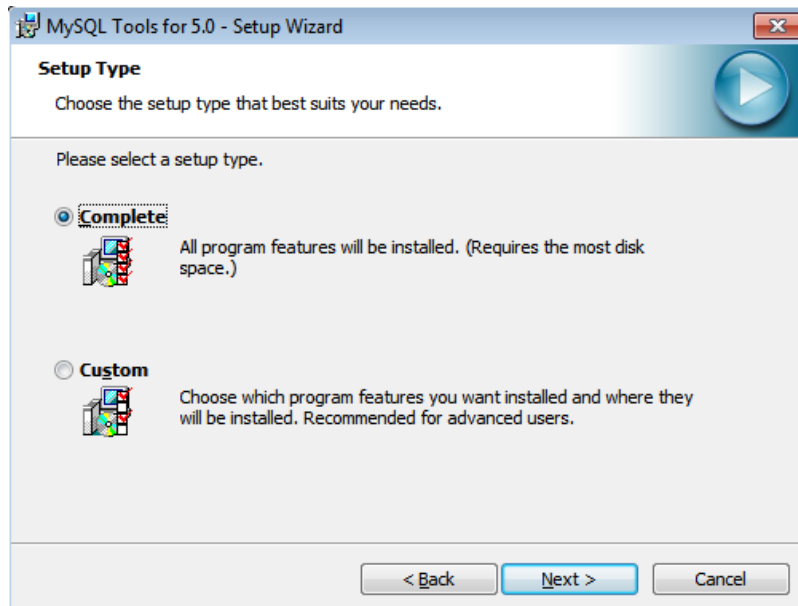 MySQL Tools for 5.0 - Setup Wizard
Setup Type
Choose the setup type that best suits your needs.
Please select a setup type.
Complete
All program features will be installed. (Requires the most disk
space.)
Custom
Choose which program features you want installed and where they
will be installed. Recommended for advanced users.
< Back Next > Cancel